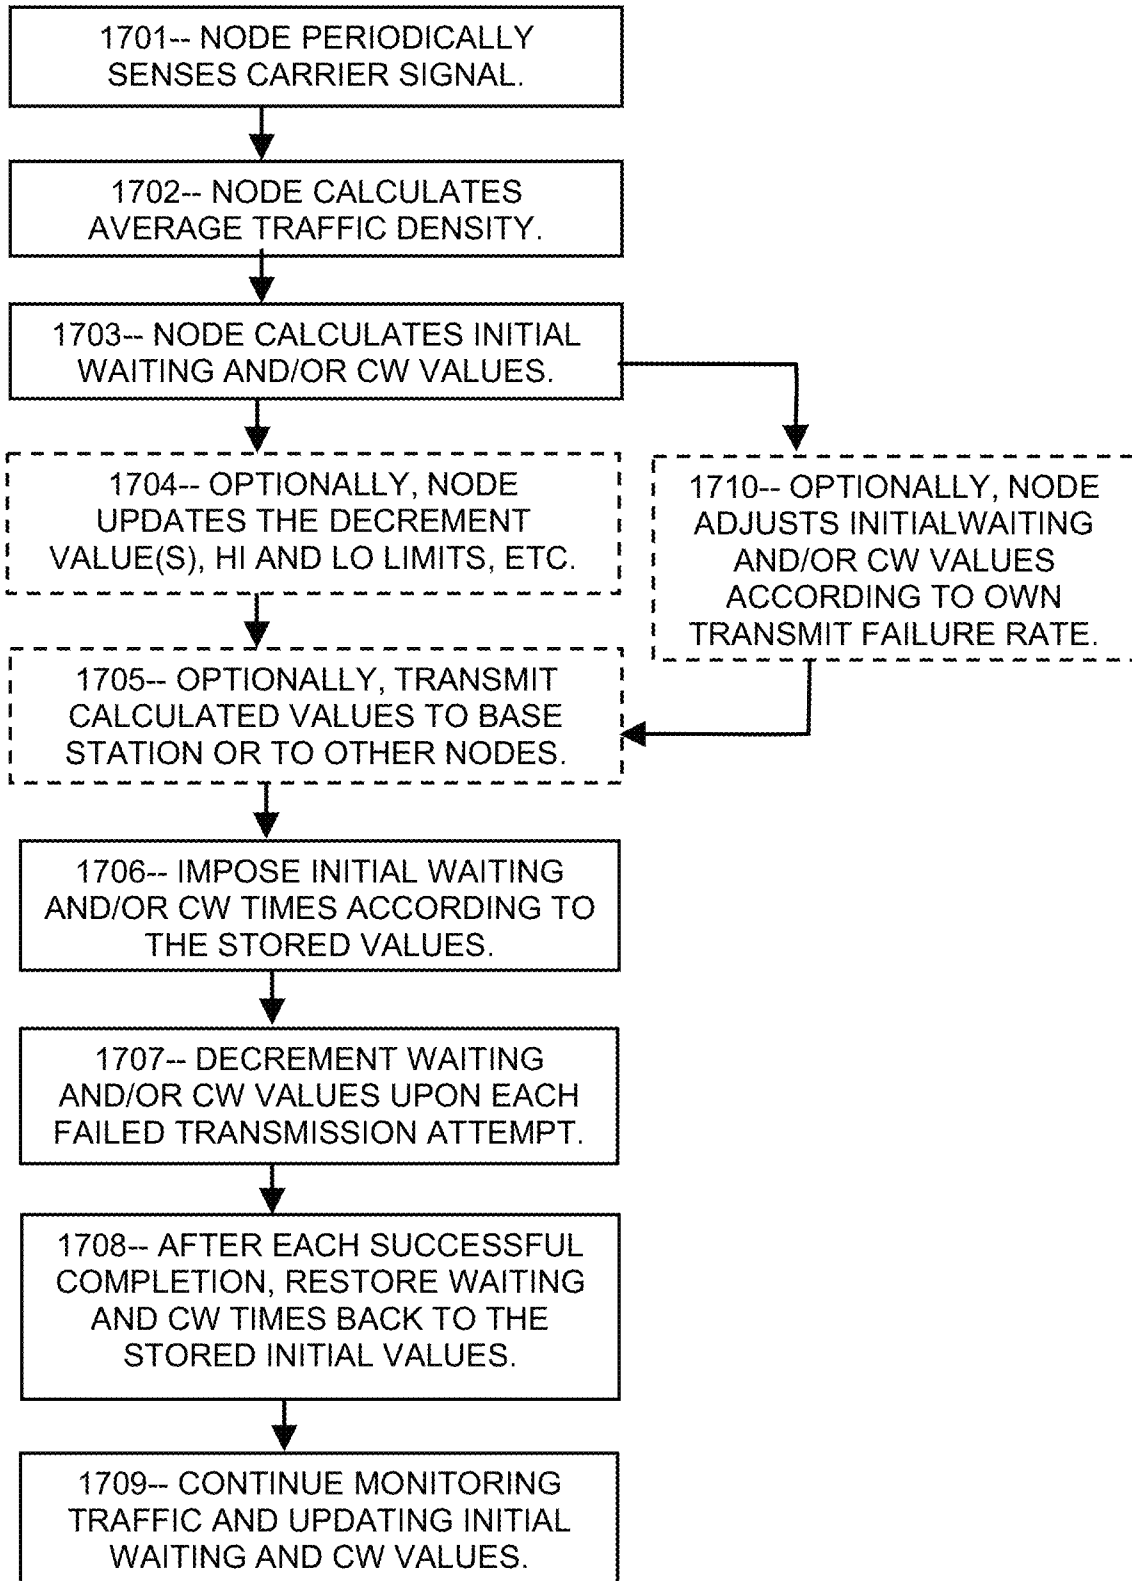 1701-- NODE PERIODICALLY
SENSES CARRIER SIGNAL.
1702-- NODE CALCULATES
AVERAGE TRAFFIC DENSITY.
1703-- NODE CALCULATES INITIAL
WAITING AND/OR CW VALUES.
1704-- OPTIONALLY, NODE
UPDATES THE DECREMENT
VALUE(S), HI AND LO LIMITS, ETC.
1710-- OPTIONALLY, NODE
ADJUSTS INITIALWAITING
AND/OR CW VALUES
ACCORDING TO OWN
TRANSMIT FAILURE RATE.
1705-- OPTIONALLY, TRANSMIT
CALCULATED VALUES TO BASE
STATION OR TO OTHER NODES.
1706-- IMPOSE INITIAL WAITING
AND/OR CW TIMES ACCORDING TO
THE STORED VALUES.
1707-- DECREMENT WAITING
AND/OR CW VALUES UPON EACH
FAILED TRANSMISSION ATTEMPT.
1708-- AFTER EACH SUCCESSFUL
COMPLETION, RESTORE WAITING
AND CW TIMES BACK TO THE
STORED INITIAL VALUES.
1709-- CONTINUE MONITORING
TRAFFIC AND UPDATING INITIAL
WAITING AND CW VALUES.